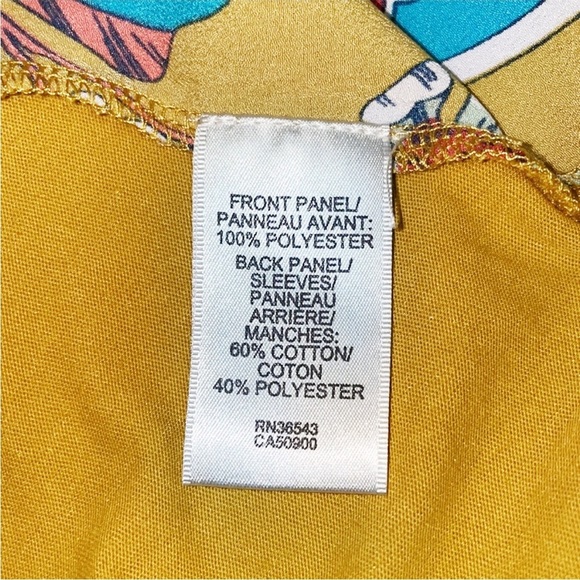 FRONT PANEL/
PANNEAU AVANT:
100% POLYESTER
BACK PANEL/
SLEEVES/
PANNEAU
ARRIÈRE/
MANCHES:
60% COTTON/
COTON
40% POLYESTER
RN36543
CA50900